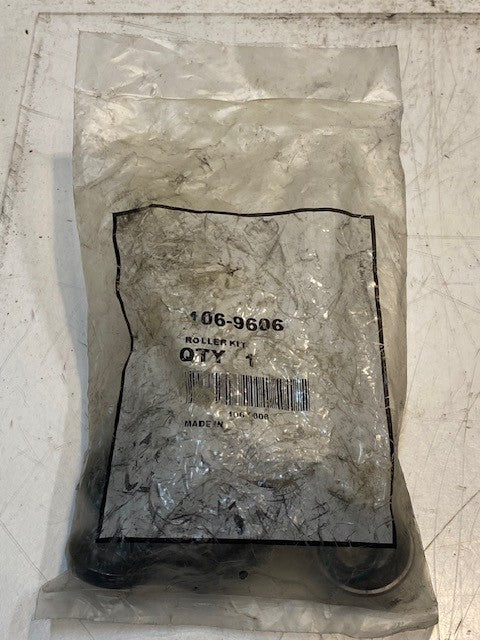 106-9606
ROLLER KIT
QTY 1
MADE IN